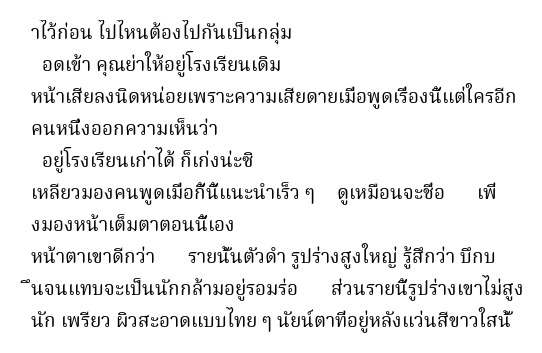 าไว้ก่อน ไปไหนต้องไปกันเป็นกลุ่ม
อดเข้า คุณย่าให้อยู่โรงเรียนเดิม
หน้าเสียลงนิดหน่อยเพราะความเสียดายเมื่อพูดเรื่องนี้แต่ใครอีก
คนหนึ่งออกความเห็นว่า
อยู่โรงเรียนเก่าได้ ก็เก่งน่ะซิ
เหลียวมองคนพูดเมื่อกี้นี้แนะนำเร็ว ๆ ดูเหมือนจะชื่อ เพิ่
งมองหน้าเต็มตาตอนนี้เอง
หน้าตาเขาดีกว่า รายนั้นตัวดำ รูปร่างสูงใหญ่ รู้สึกว่า บึกบ
ึนจนแทบจะเป็นนักกล้ามอยู่รอมร่อ ส่วนรายนี้รูปร่างเขาไม่สูง
นัก เพรียว ผิวสะอาดแบบไทย ๆ นัยน์ตาที่อยู่หลังแว่นสีขาวใสนั้